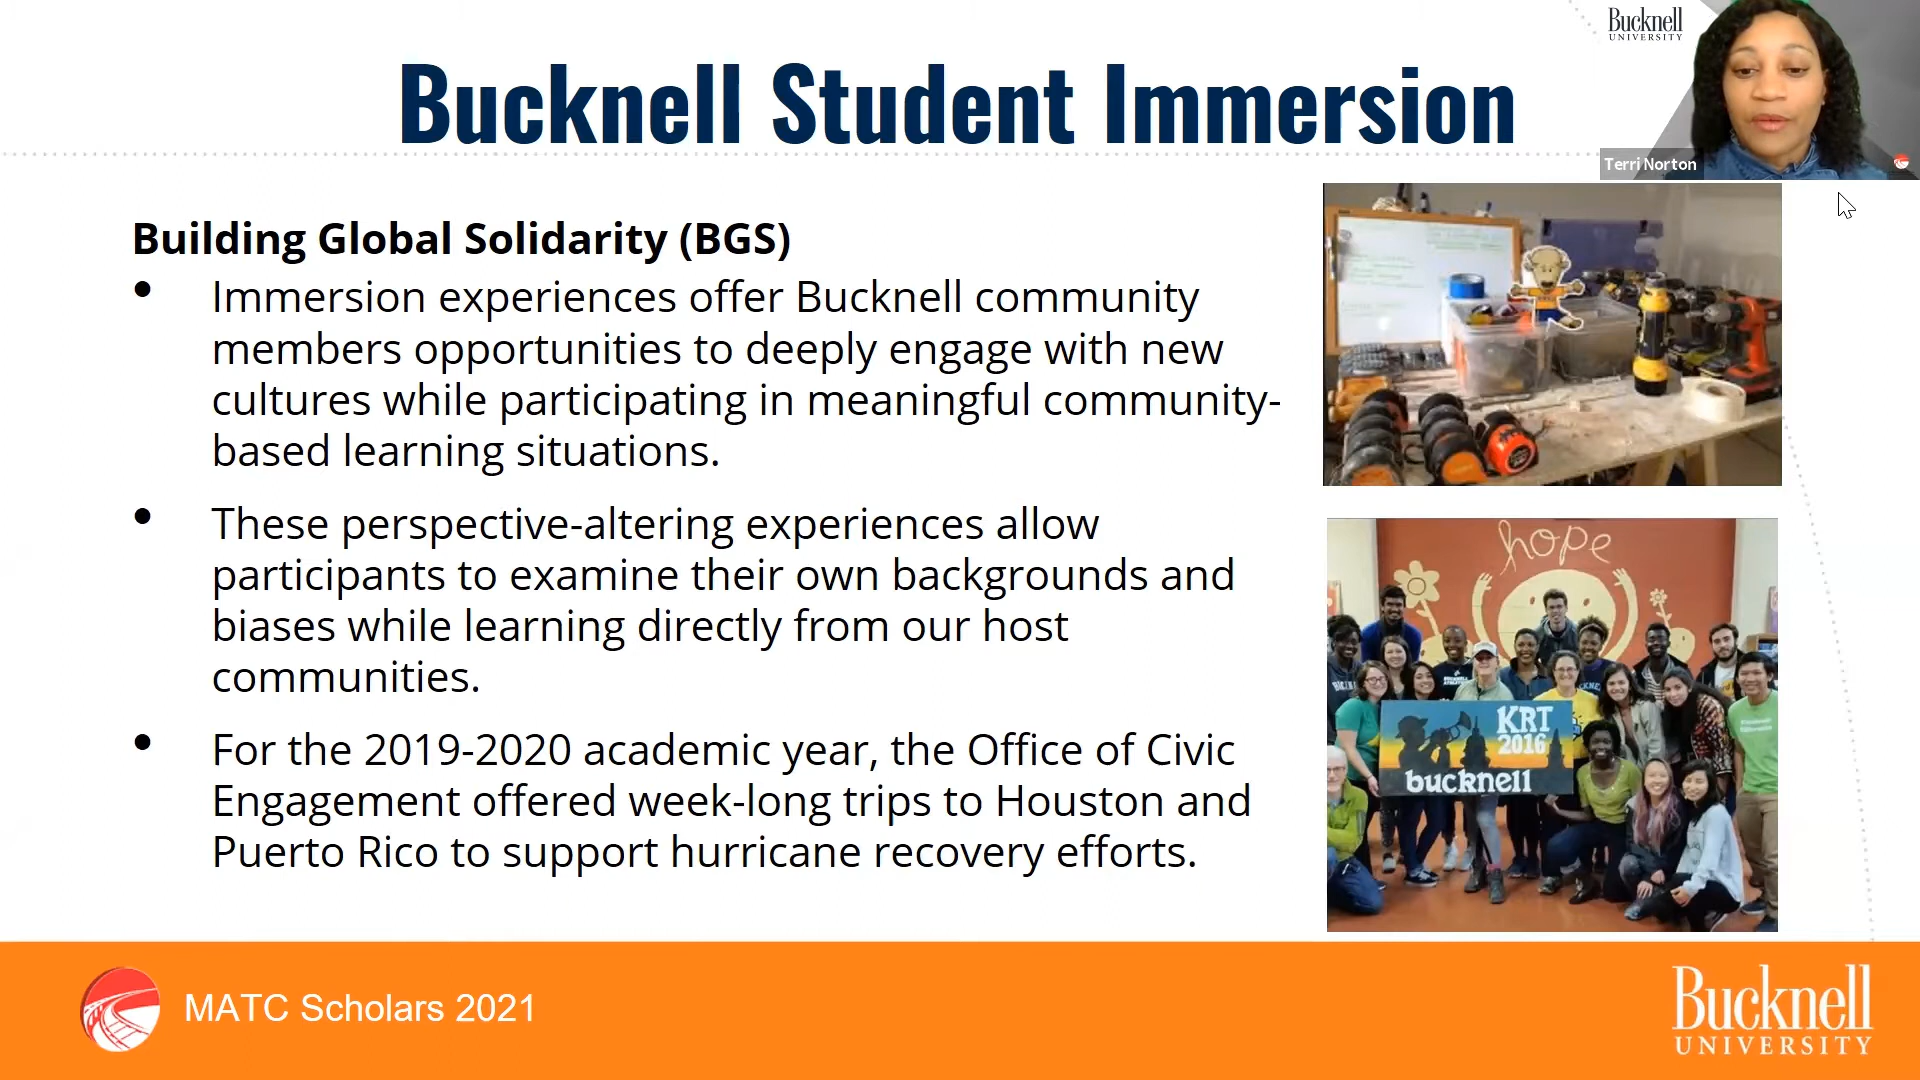 Bucknell
UNIVERSITY
Bucknell Student Immersion
Terri Norton
Building Global Solidarity (BGS)
• Immersion experiences offer Bucknell community
members opportunities to deeply engage with new
cultures while participating in meaningful community-
based learning situations.
• These perspective-altering experiences allow
participants to examine their own backgrounds and
biases while learning directly from our host
communities.
• For the 2019-2020 academic year, the Office of Civic
Engagement offered week-long trips to Houston and
Puerto Rico to support hurricane recovery efforts.
hope
KRT
2016
bucknell
MATC Scholars 2021
Bucknell
UNIVERSITY